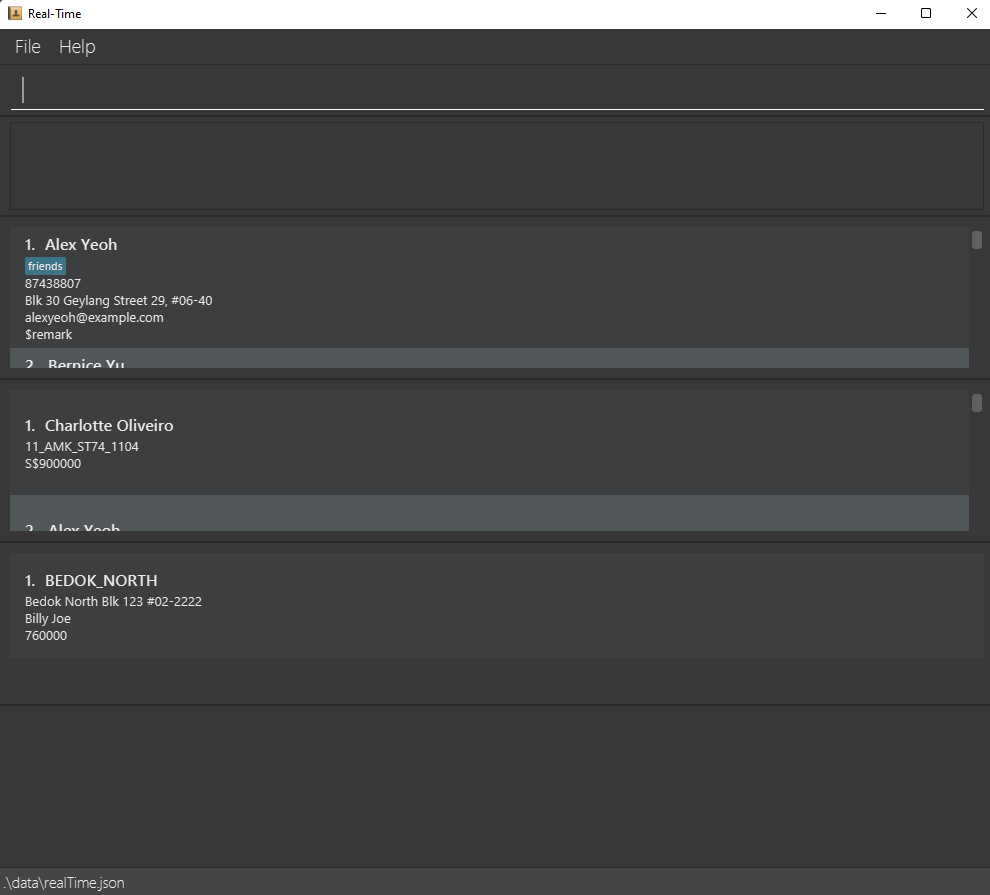 Real-Time
File Help
1. Alex Yeoh
friends
87438807
Blk 30 Geylang Street 29, #06-40
alexyeoh@example.com
$remark
2. Bernice Yu
1. Charlotte Oliveiro
11_AMK_ST74_1104
S$900000
2. Alex Yeoh
1. BEDOK_NORTH
Bedok North Blk 123 #02-2222
Billy Joe
760000
.\data\realTime.json